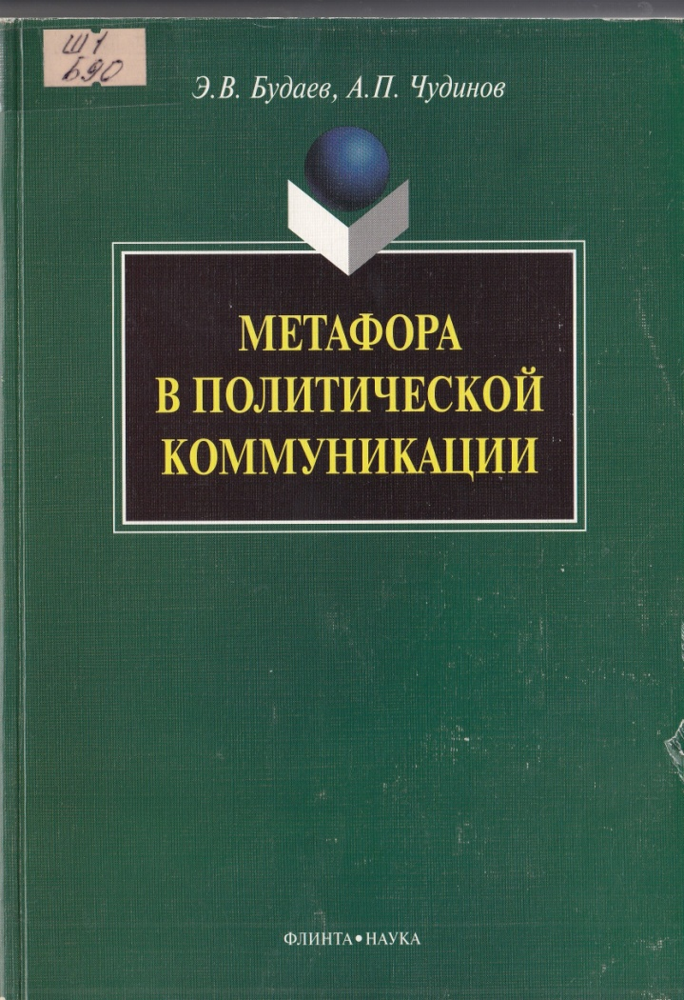 Ш1
Б90
Э.В. Будаев, А.П. Чудинов
МЕТАФОРА
В ПОЛИТИЧЕСКОЙ
КОММУНИКАЦИИ
ФЛИНТА•НАУКА